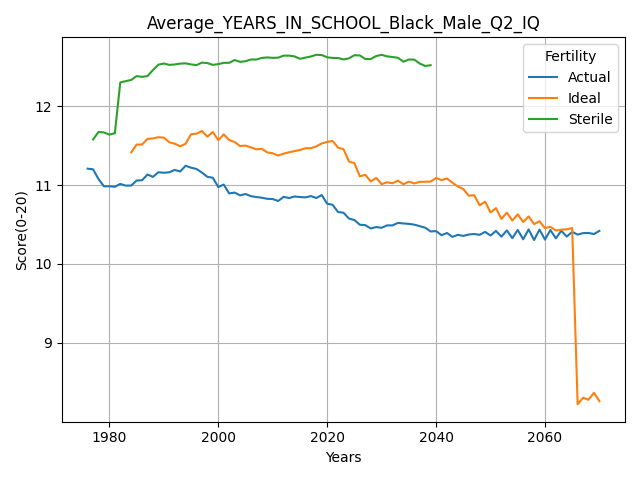 Average_YEARS_IN_SCHOOL_Black_Male_Q2_IQ
Fertility
Actual
Ideal
Sterile
Score(0-20)
12
11
10
9
1980
2000
2020
2040
2060
Years